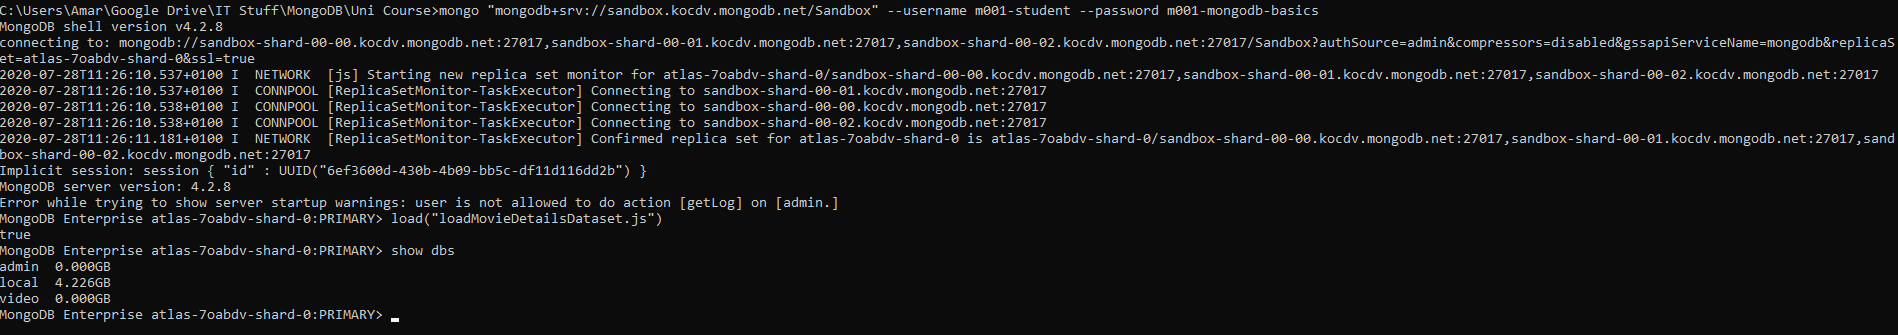 C:\Users\Amar\Google Drive\IT Stuff\MongoDB\Uni Course>mongo "mongodb+srv://sandbox.kocdv.mongodb.net/Sandbox" --username m001-student --password m001-mongodb-basics
MongoDB shell version v4.2.8
connecting to: mongodb://sandbox-shard-00-00.kocdv.mongodb.net:27017,sandbox-shard-00-01.kocdv.mongodb.net:27017,sandbox-shard-00-02.kocdv.mongodb.net:27017/Sandbox?authSource=admin&compressors=disabled&gssapiServiceName=mongodb&replicaS
et=atlas-7oabdv-shard-0&ssl=true
2020-07-28T11:26:10.537+0100 I  NETWORK  [js] Starting new replica set monitor for atlas-7oabdv-shard-0/sandbox-shard-00-00.kocdv.mongodb.net:27017,sandbox-shard-00-01.kocdv.mongodb.net:27017,sandbox-shard-00-02.kocdv.mongodb.net:27017
2020-07-28T11:26:10.537+0100 I  CONNPOOL [ReplicaSetMonitor-TaskExecutor] Connecting to sandbox-shard-00-01.kocdv.mongodb.net:27017
2020-07-28T11:26:10.538+0100 I  CONNPOOL [ReplicaSetMonitor-TaskExecutor] Connecting to sandbox-shard-00-00.kocdv.mongodb.net:27017
2020-07-28T11:26:10.538+0100 I  CONNPOOL [ReplicaSetMonitor-TaskExecutor] Connecting to sandbox-shard-00-02.kocdv.mongodb.net:27017
2020-07-28T11:26:11.181+0100 I  NETWORK  [ReplicaSetMonitor-TaskExecutor] Confirmed replica set for atlas-7oabdv-shard-0 is atlas-7oabdv-shard-0/sandbox-shard-00-00.kocdv.mongodb.net:27017,sandbox-shard-00-01.kocdv.mongodb.net:27017,sand
box-shard-00-02.kocdv.mongodb.net:27017
Implicit session: session { "id" : UUID("6ef3600d-430b-4b09-bb5c-df11d116dd2b") }
MongoDB server version: 4.2.8
Error while trying to show server startup warnings: user is not allowed to do action [getLog] on [admin.]
MongoDB Enterprise atlas-7oabdv-shard-0:PRIMARY> load("loadMovieDetailsDataset.js")
true
MongoDB Enterprise atlas-7oabdv-shard-0:PRIMARY> show dbs
admin  0.000GB
local  4.226GB
video  0.000GB
MongoDB Enterprise atlas-7oabdv-shard-0:PRIMARY>